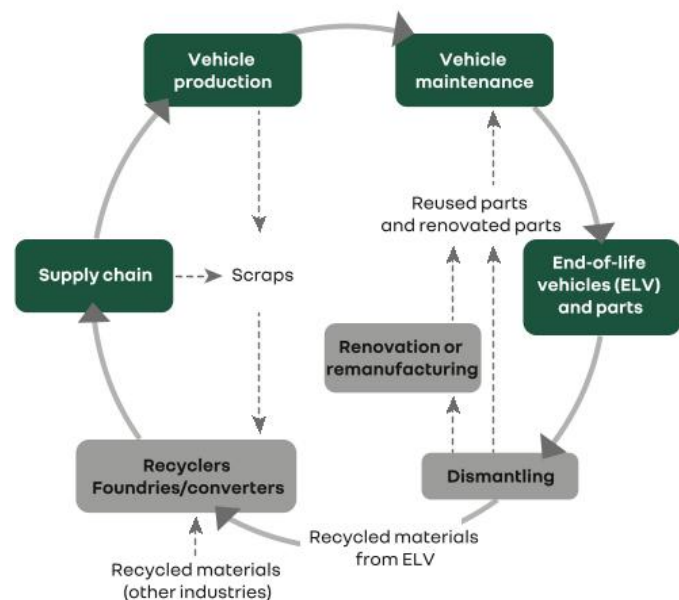 Vehicle
production
Vehicle
maintenance
Reused parts
and renovated parts
Supply chain
Scraps
End-of-life
vehicles (ELV)
and parts
Renovation or
remanufacturing
Recyclers
Foundries/converters
Dismantling
Recycled materials
from ELV
Recycled materials
(other industries)